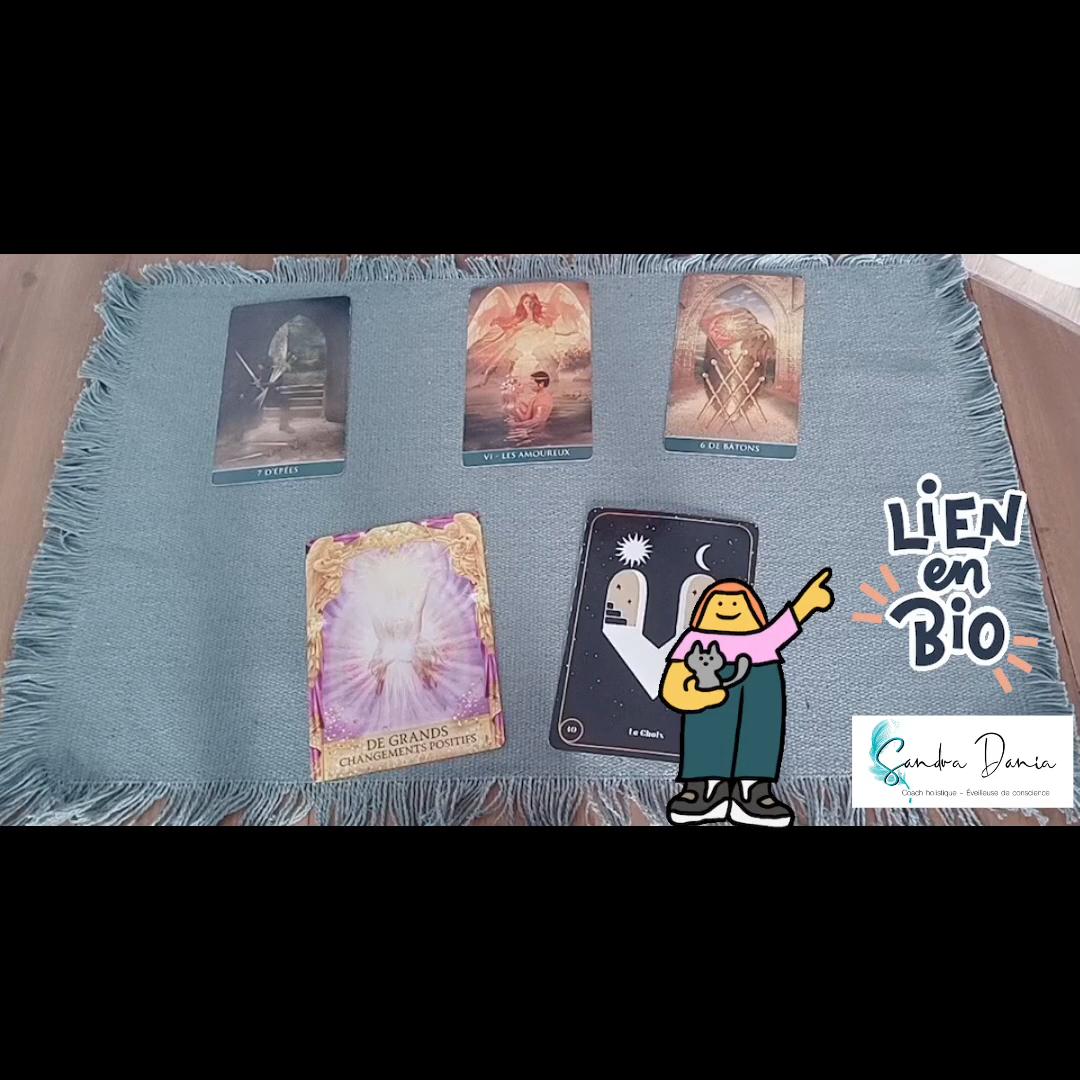 7 D'ÉPÉES
VI - LES AMOUREUX
6 DE BÂTONS
LiEN
en
BiO
DE GRANDS
CHANGEMENTS POSITIFS
40
Le Choix
Sandra Dania
Coach holistique - Éveilleuse de conscience